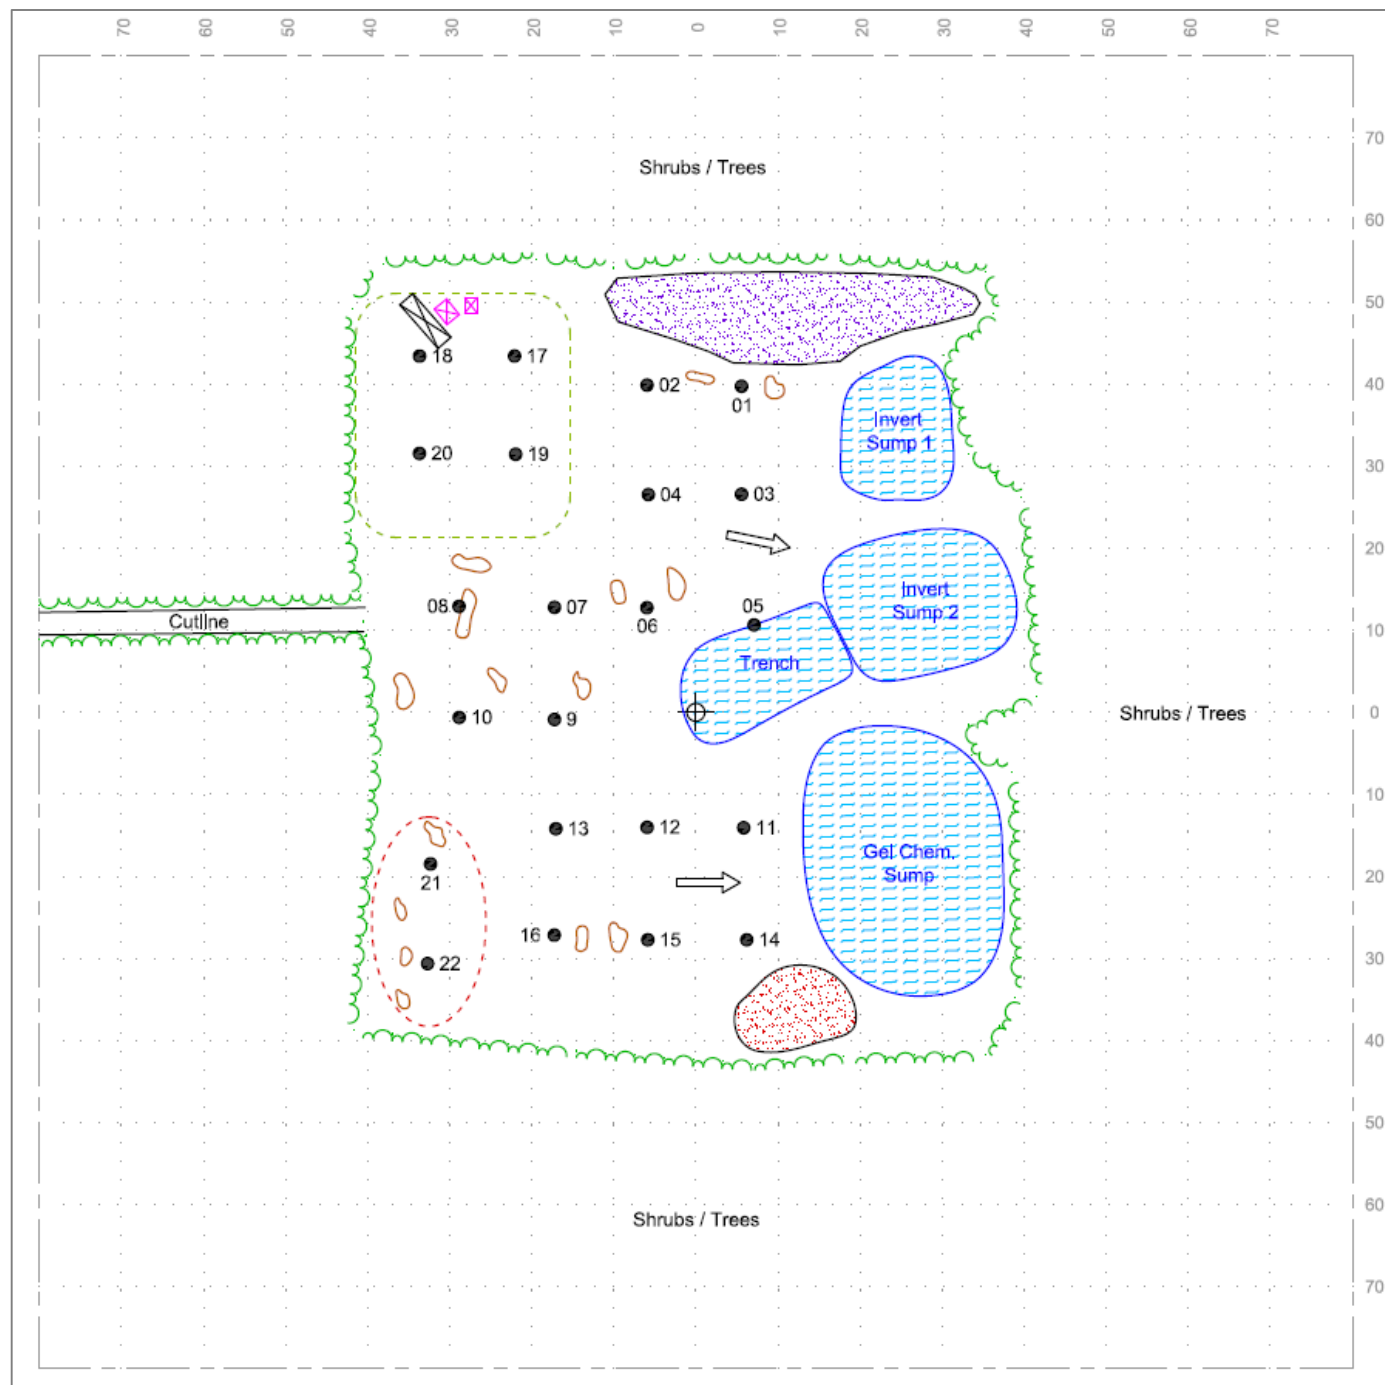 70 60 50 40 30 20 10 0 10 20 30 40 50 60 70
70
Shrubs / Trees
60
50
18 17
40
02
01
Invert
Sump 1
20 19
30
04 03
20
Invert
Sump 2
08 07
06
05
Cutline
10
Trench
10 9
0
Shrubs / Trees
10
13 12 11
Gel Chem.
Sump
21
20
16 15 14
22
30
40
50
60
Shrubs / Trees
70